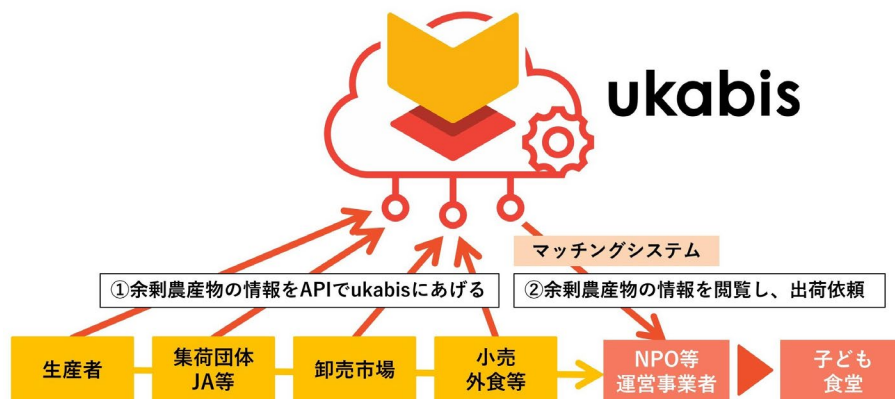 ukabis
マッチングシステム
①余剰農産物の情報をAPIでukabisにあげる
②余剰農産物の情報を閲覧し、出荷依頼
生産者
集荷団体
JA等
卸売市場
小売
外食等
NPO等
運営事業者
子ども
食堂